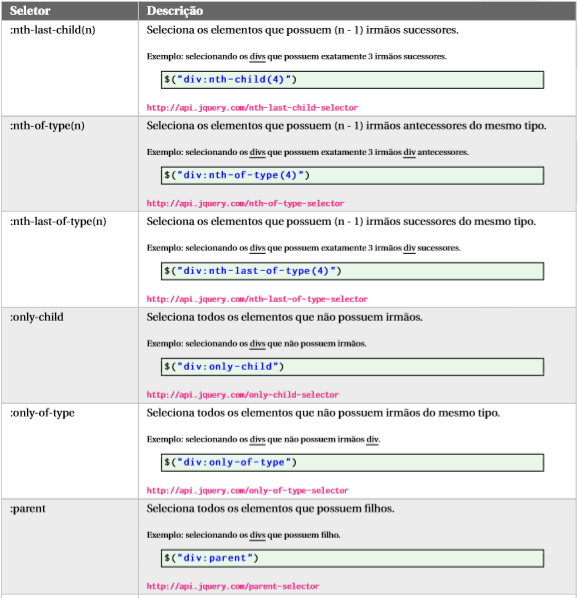 Seletor Descrição
:nth-last-child(n) Seleciona os elementos que possuem (n - 1) irmãos sucessores.
Exemplo: selecionando os divs que possuem exatamente 3 irmãos sucessores.
$("div:nth-child(4)")
http://api.jquery.com/nth-last-child-selector
:nth-of-type(n) Seleciona os elementos que possuem (n - 1) irmãos antecessores do mesmo tipo.
Exemplo: selecionando os divs que possuem exatamente 3 irmãos div antecessores.
$("div:nth-of-type(4)")
http://api.jquery.com/nth-of-type-selector
:nth-last-of-type(n) Seleciona os elementos que possuem (n - 1) irmãos sucessores do mesmo tipo.
Exemplo: selecionando os divs que possuem exatamente 3 irmãos div sucessores.
$("div:nth-last-of-type(4)")
http://api.jquery.com/nth-last-of-type-selector
:only-child Seleciona todos os elementos que não possuem irmãos.
Exemplo: selecionando os divs que não possuem irmãos.
$("div:only-child")
http://api.jquery.com/only-child-selector
:only-of-type Seleciona todos os elementos que não possuem irmãos do mesmo tipo.
Exemplo: selecionando os divs que não possuem irmãos div.
$("div:only-of-type")
http://api.jquery.com/only-of-type-selector
:parent Seleciona todos os elementos que possuem filhos.
Exemplo: selecionando os divs que possuem filho.
$("div:parent")
http://api.jquery.com/parent-selector